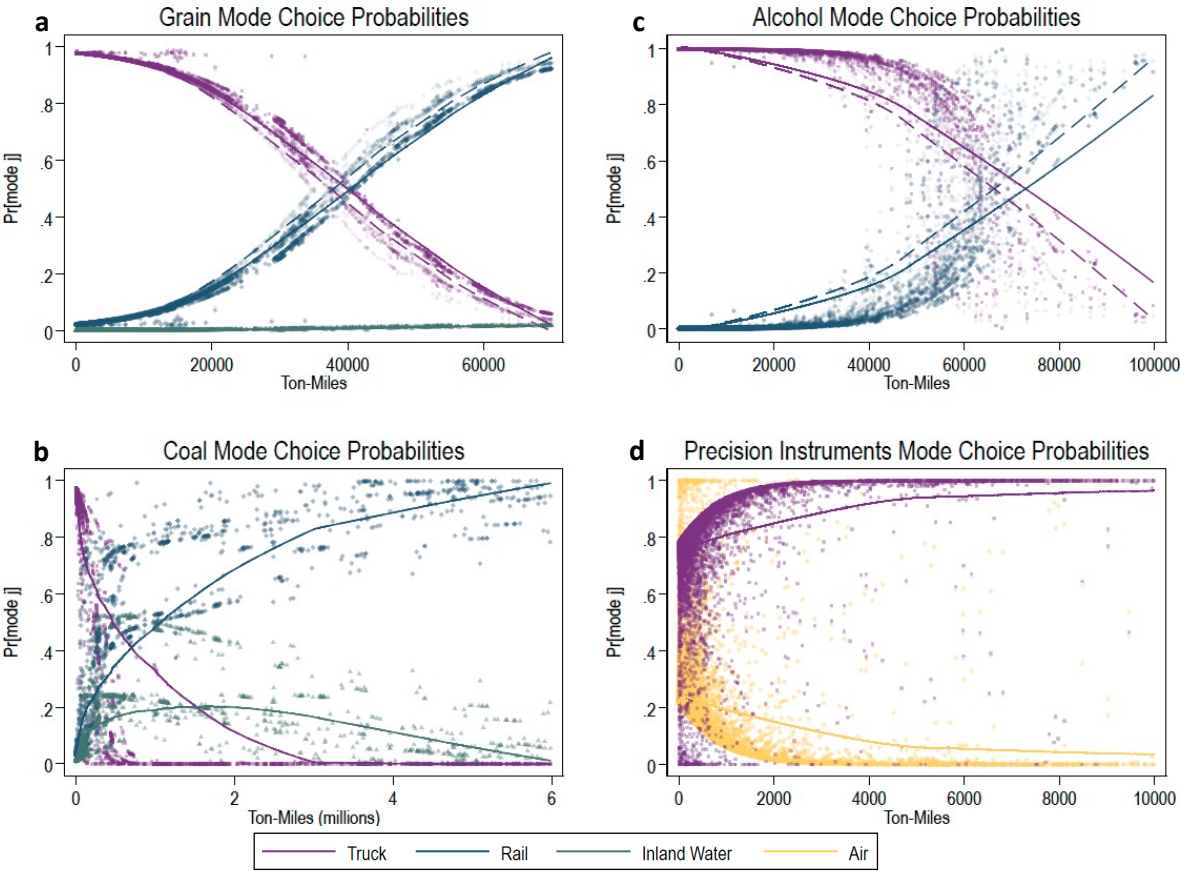 a Grain Mode Choice Probabilities
Pr[mode j]
1
.8
.6
.4
.2
0
0 20000 40000 60000
Ton-Miles
c Alcohol Mode Choice Probabilities
Pr[mode j]
1
.8
.6
.4
.2
0
0 20000 40000 60000 80000 100000
Ton-Miles
b Coal Mode Choice Probabilities
Pr[mode j]
1
.8
.6
.4
.2
0
0 2 4 6
Ton-Miles (millions)
d Precision Instruments Mode Choice Probabilities
Pr[mode j]
1
.8
.6
.4
.2
0
0 2000 4000 6000 8000 10000
Ton-Miles
Truck Rail Inland Water Air